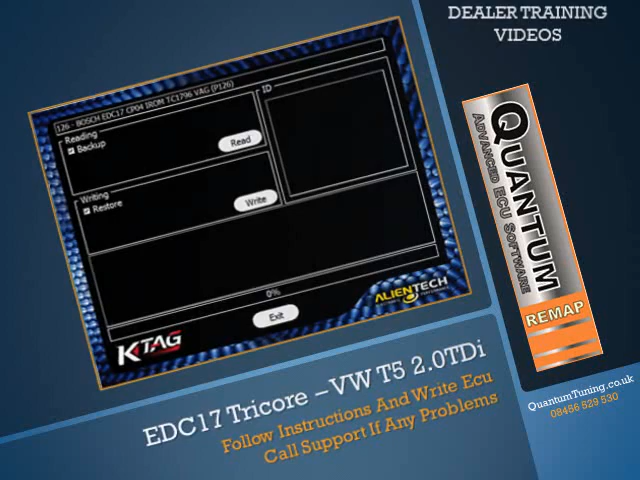 DEALER TRAINING
VIDEOS
126 - BOSCH EDC17 CP04 IROM TC1796 VAG (P126)
Reading
Backup
Read
ID
Writing
Restore
Write
0%
Exit
K-TAG
ALIENTECH
QUANTUM
ADVANCED ECU SOFTWARE
REMAP
EDC17 Tricore – VW T5 2.0TDi
Follow Instructions And Write Ecu
Call Support If Any Problems
QuantumTuning.co.uk
08456 529 530